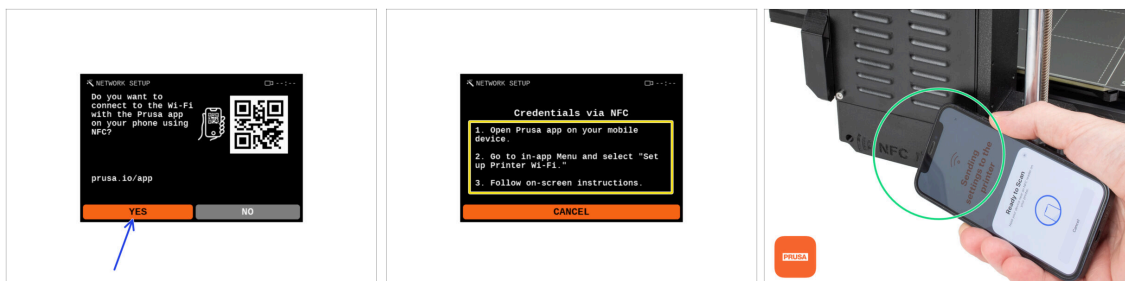 NETWORK SETUP
--:--
Do you want to
connect to the Wi-Fi
with the Prusa app
on your phone using
NFC?
prusa.io/app
YES
NO
NETWORK SETUP
--:--
Credentials via NFC
1. Open Prusa app on your mobile
device.
2. Go to in-app Menu and select "Set
up Printer Wi-Fi."
3. Follow on-screen instructions.
CANCEL
NFC
Sending
settings to the
printer
Ready to Scan
Cancel
PRUSA